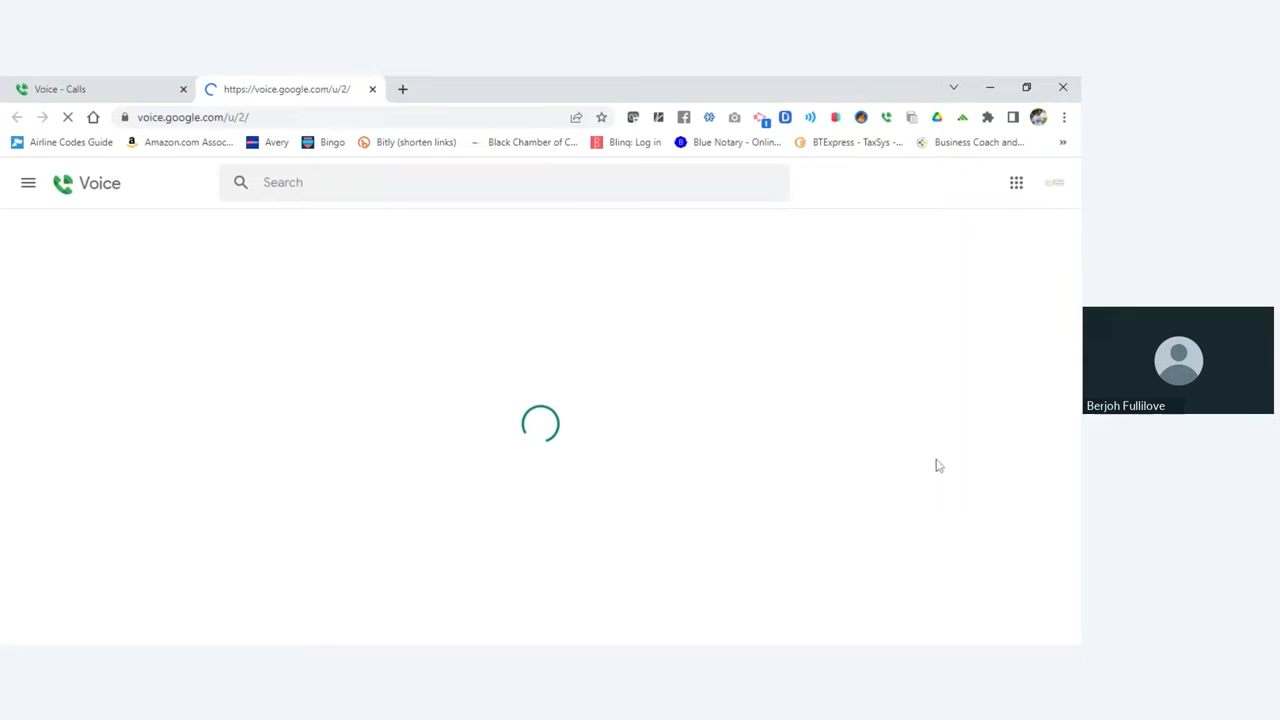 Voice - Calls
https://voice.google.com/u/2/
voice.google.com/u/2/
Airline Codes Guide Amazon.com Assoc... Avery Bingo Bitly (shorten links) Black Chamber of C... Blinq: Log in Blue Notary - Onlin... BTExpress - TaxSys -... Business Coach and... »
Voice
Search
Berjoh Fullilove